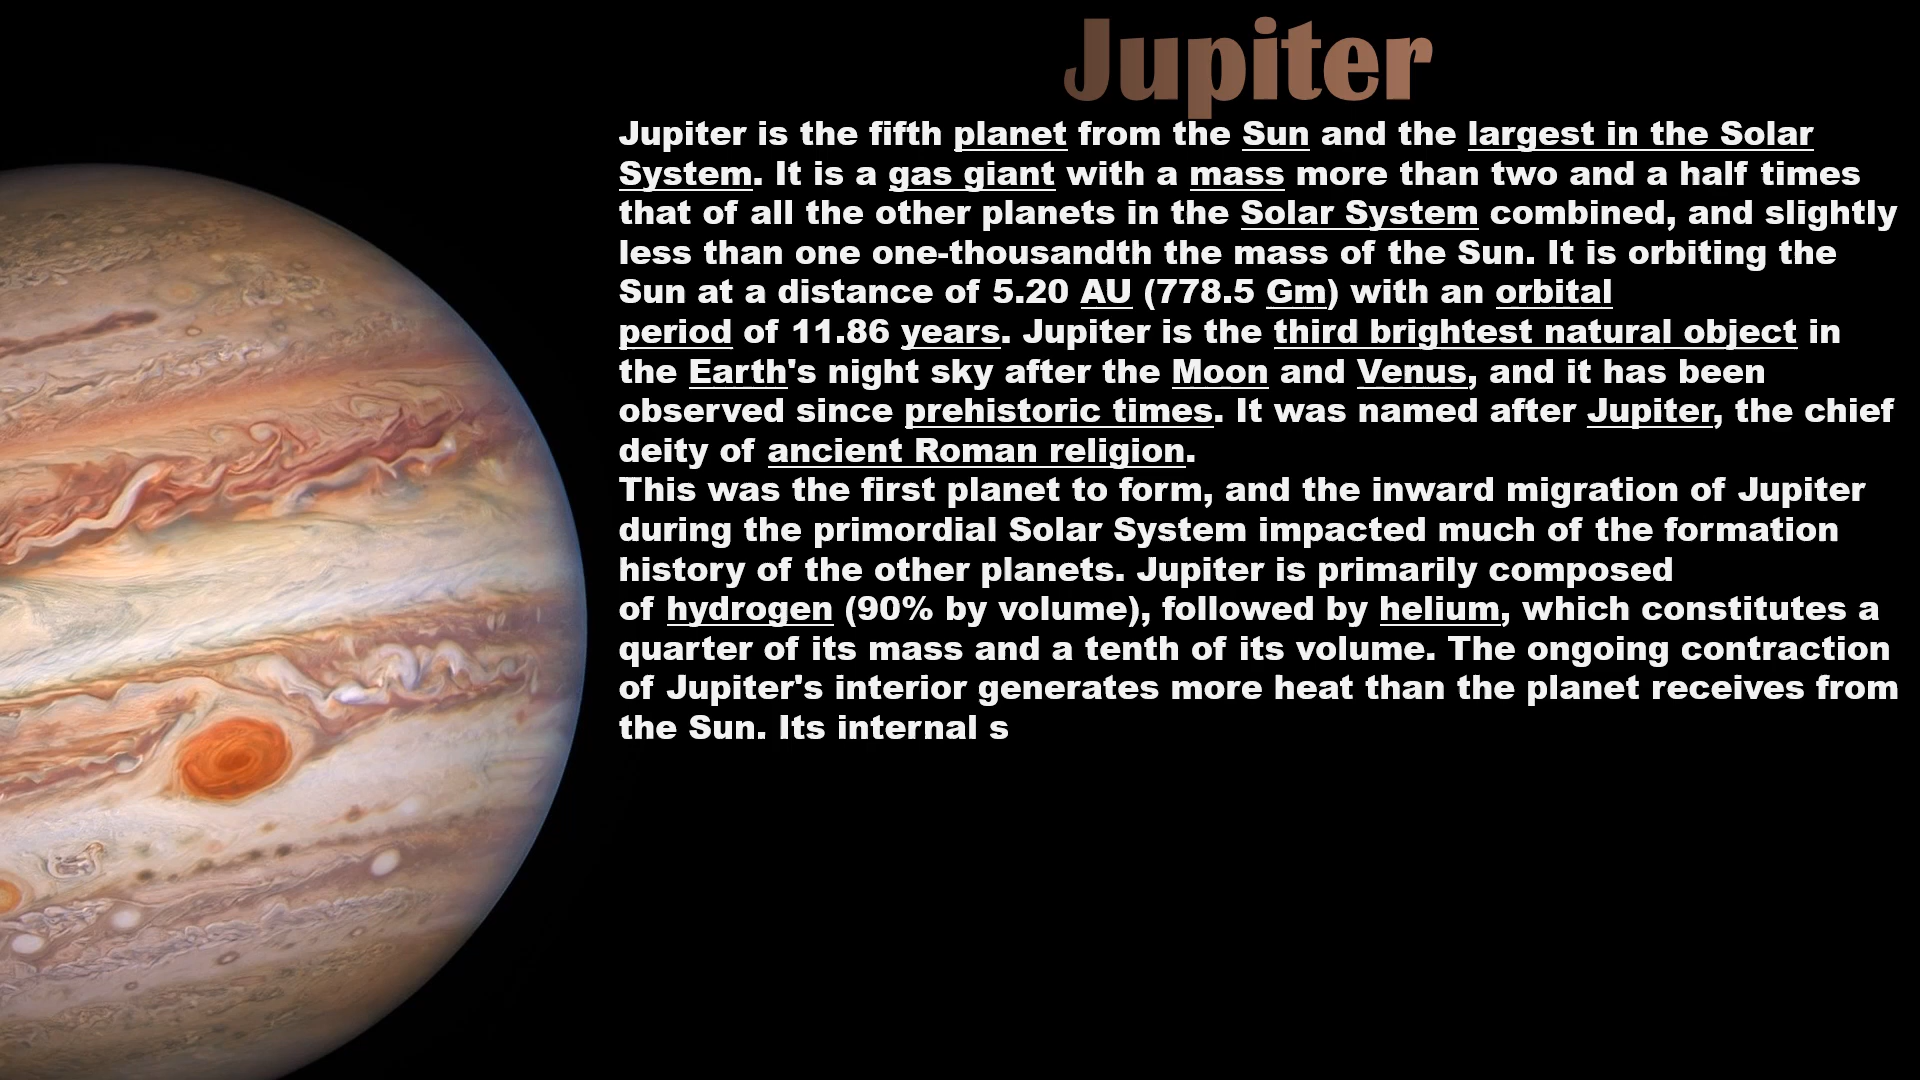 Jupiter
Jupiter is the fifth planet from the Sun and the largest in the Solar
System. It is a gas giant with a mass more than two and a half times
that of all the other planets in the Solar System combined, and slightly
less than one one-thousandth the mass of the Sun. It is orbiting the
Sun at a distance of 5.20 AU (778.5 Gm) with an orbital
period of 11.86 years. Jupiter is the third brightest natural object in
the Earth's night sky after the Moon and Venus, and it has been
observed since prehistoric times. It was named after Jupiter, the chief
deity of ancient Roman religion.
This was the first planet to form, and the inward migration of Jupiter
during the primordial Solar System impacted much of the formation
history of the other planets. Jupiter is primarily composed
of hydrogen (90% by volume), followed by helium, which constitutes a
quarter of its mass and a tenth of its volume. The ongoing contraction
of Jupiter's interior generates more heat than the planet receives from
the Sun. Its internal s